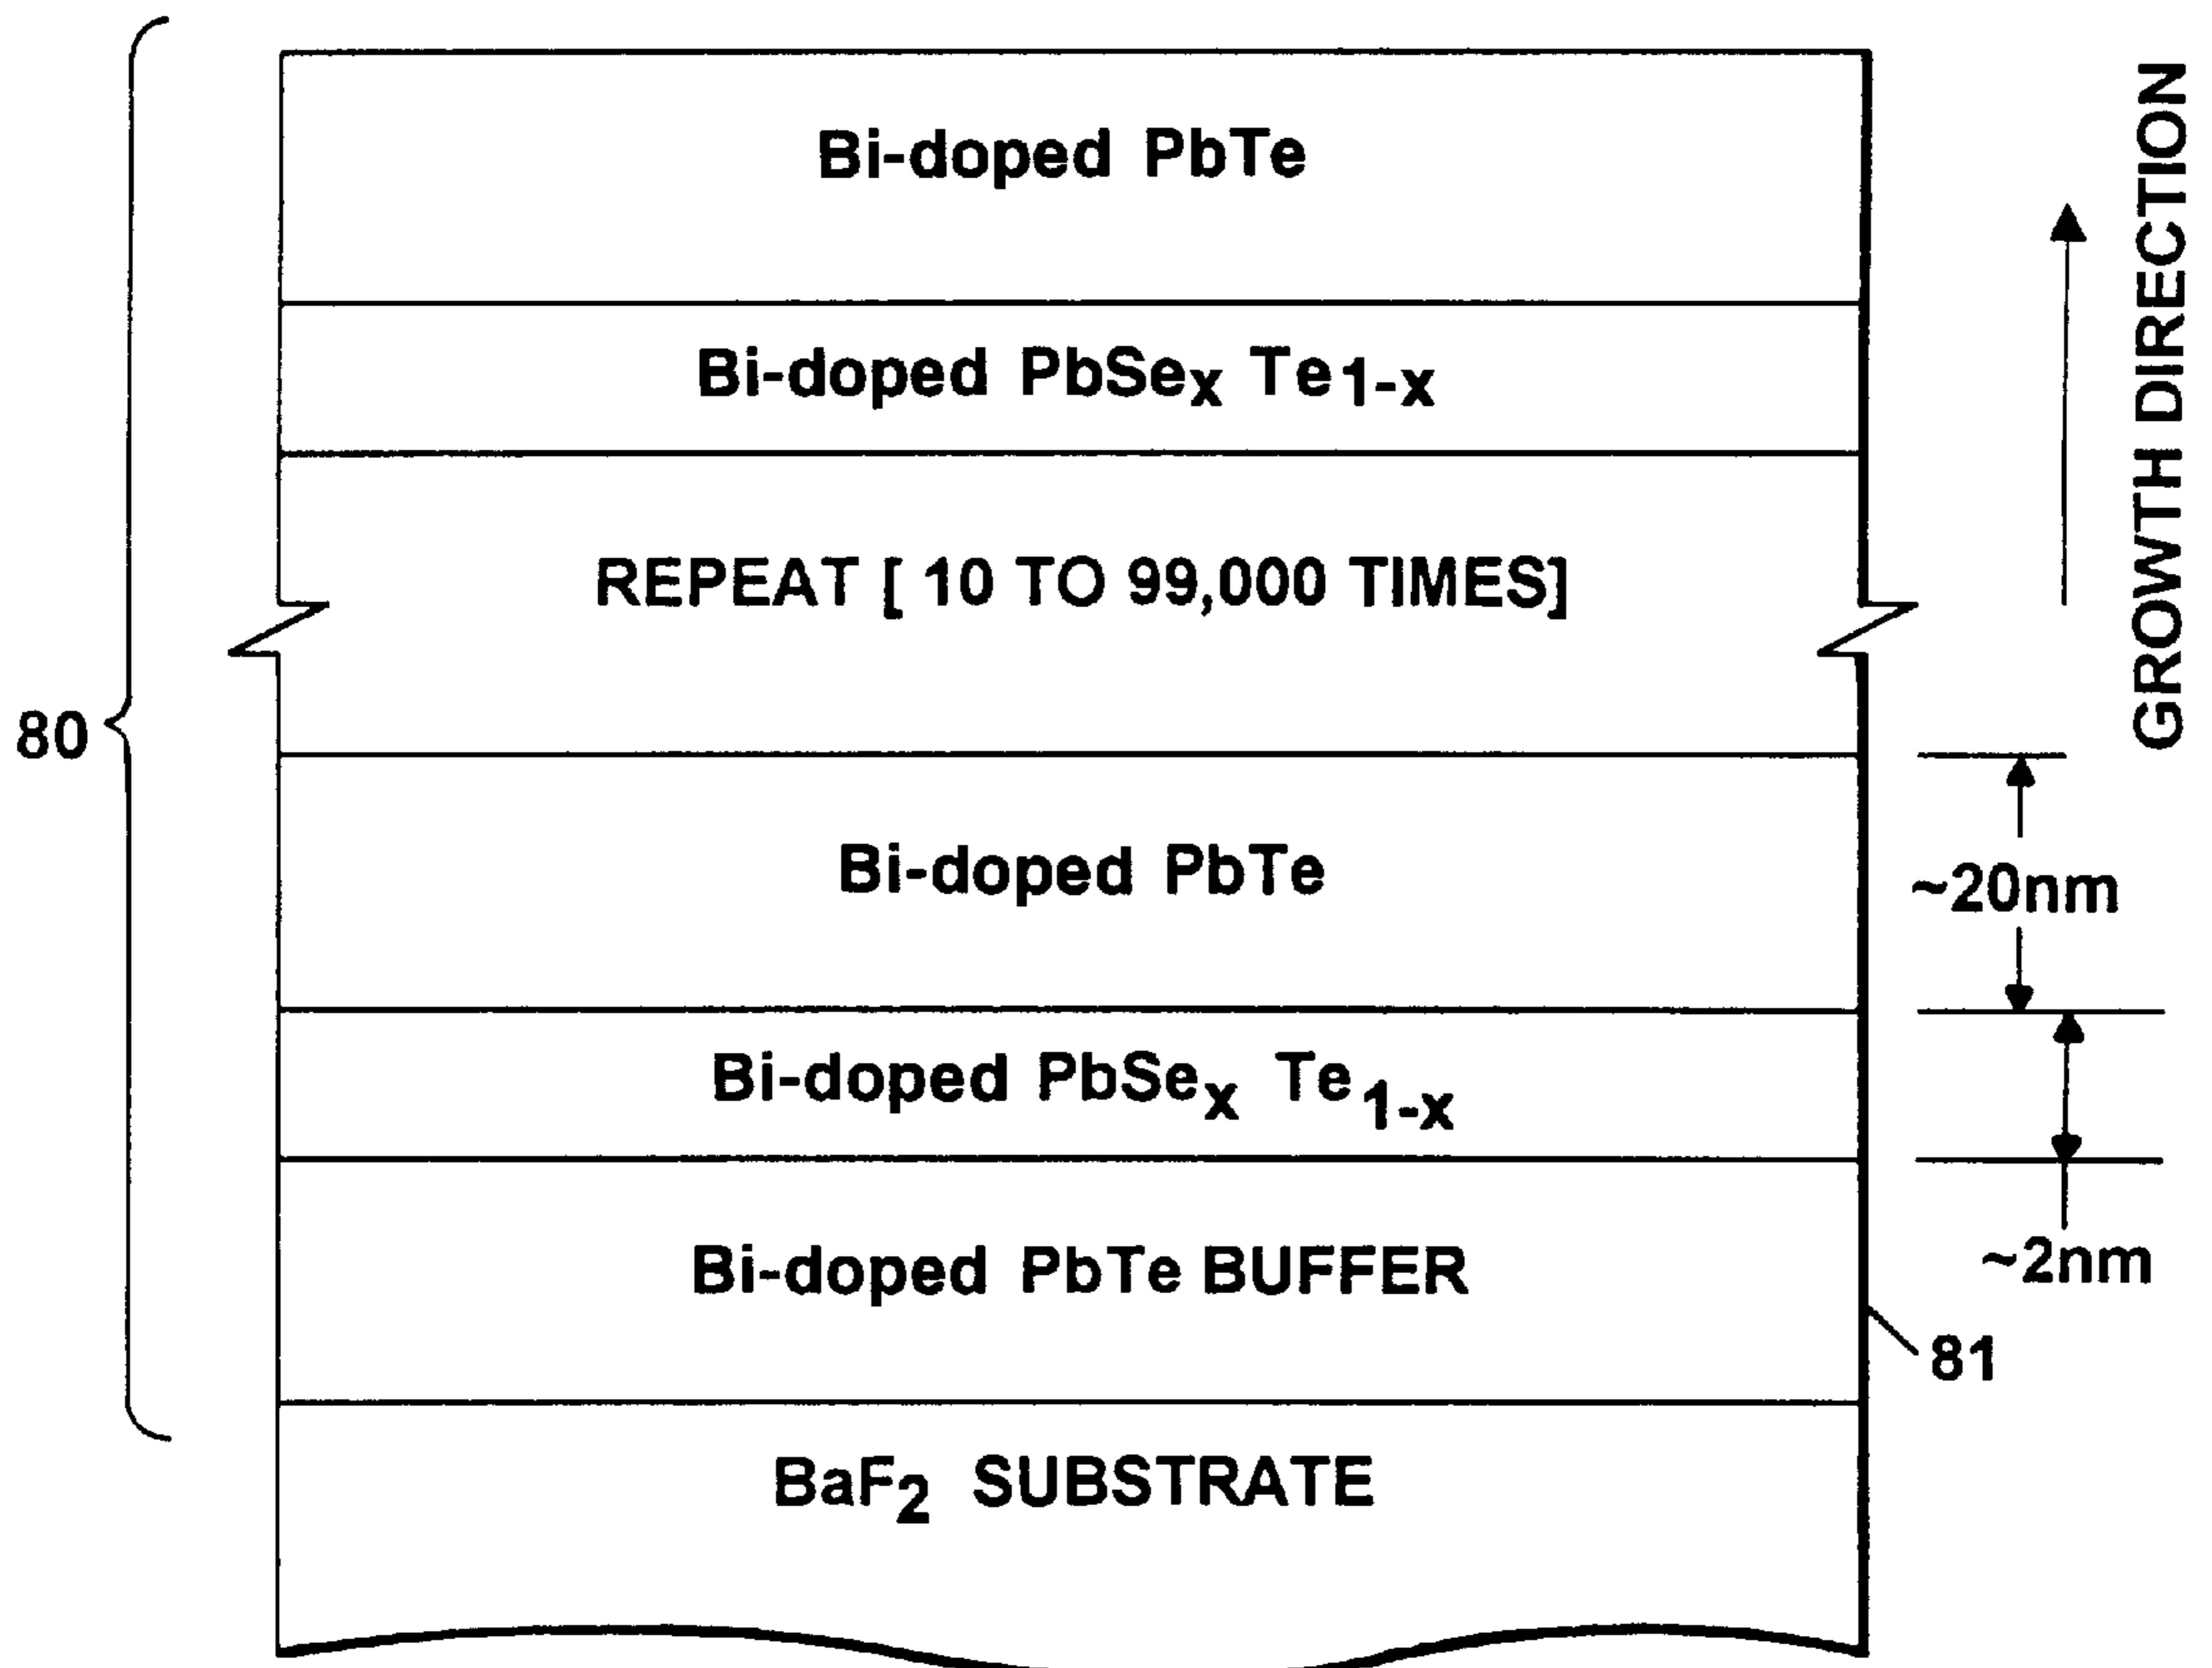 Bi-doped PbTe
Bi-doped PbSex Te1-x
REPEAT [ 10 TO 99,000 TIMES]
GROWTH DIRECTION
80
Bi-doped PbTe
~20nm
Bi-doped PbSex Te1-x
~2nm
Bi-doped PbTe BUFFER
81
BaF2 SUBSTRATE